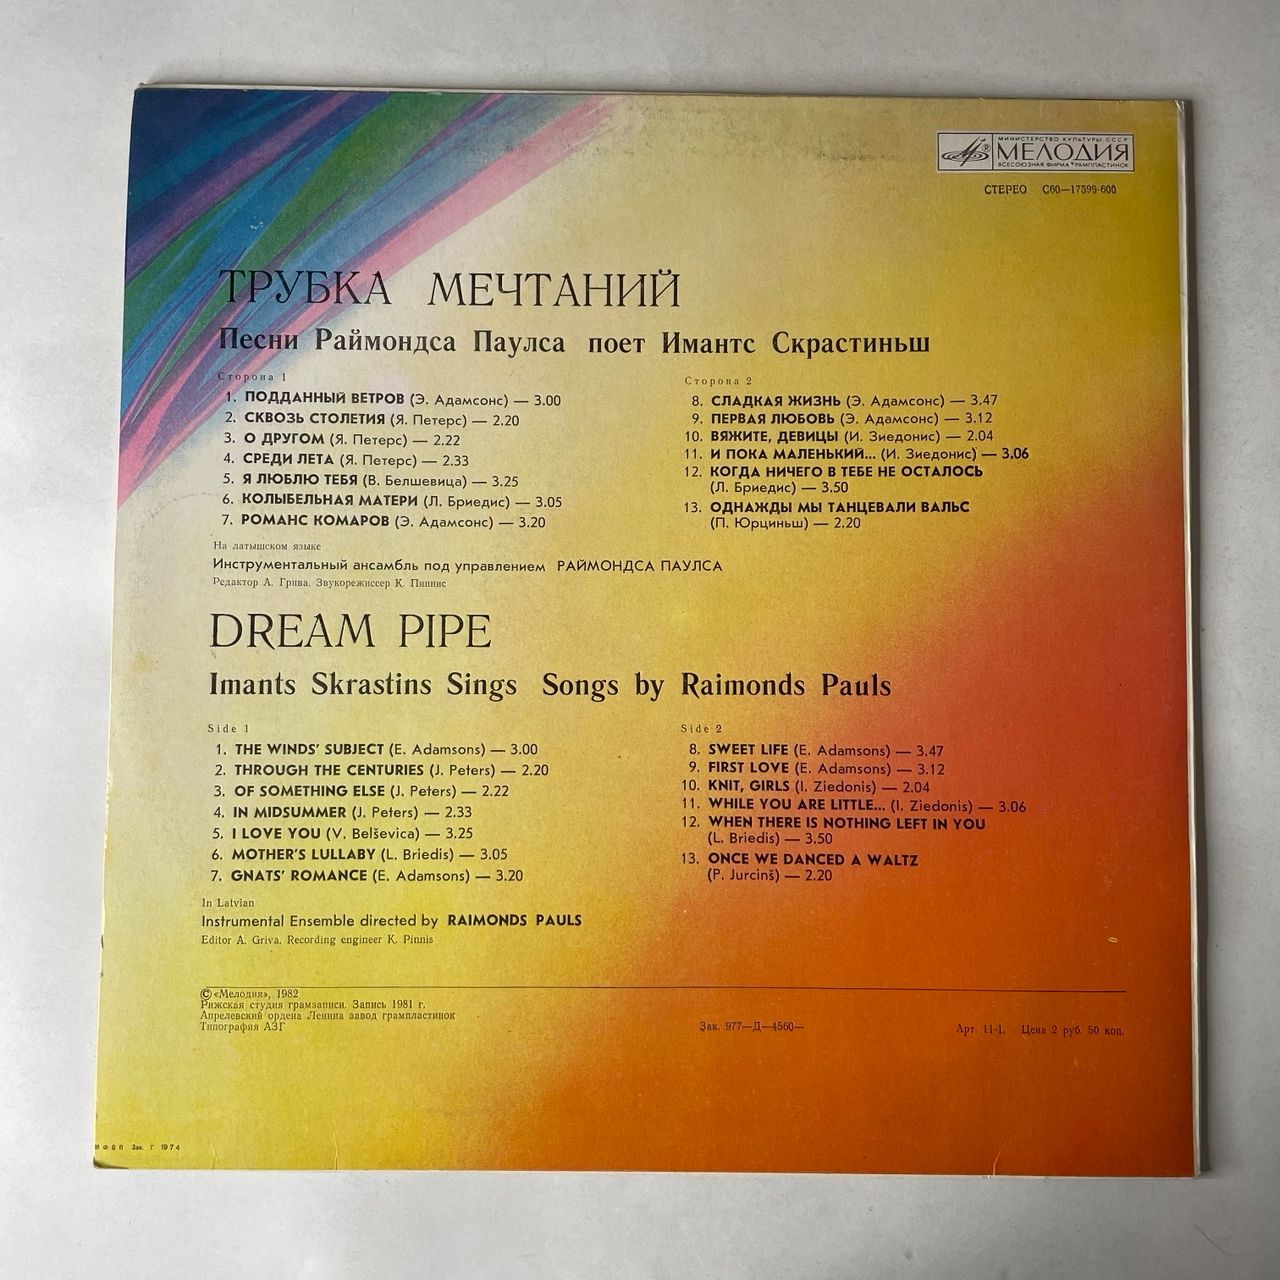 МИНИСТЕРСТВО КУЛЬТУРЫ СССР
® МЕЛОДИЯ
ВСЕСОЮЗНАЯ ФИРМА ГРАМПЛАСТИНОК
СТЕРЕО С60—17599-600
ТРУБКА МЕЧТАНИЙ
Песни Раймондса Паулса поет Имантс Скрастиньш
Сторона 1
1. ПОДДАННЫЙ ВЕТРОВ (Э. Адамсонс) — 3.00
2. СКВОЗЬ СТОЛЕТИЯ (Я. Петерс) — 2.20
3. О ДРУГОМ (Я. Петерс) — 2.22
4. СРЕДИ ЛЕТА (Я. Петерс) — 2.33
5. Я ЛЮБЛЮ ТЕБЯ (В. Белшевица) — 3.25
6. КОЛЫБЕЛЬНАЯ МАТЕРИ (Л. Бриедис) — 3.05
7. РОМАНС КОМАРОВ (Э. Адамсонс) — 3.20
Сторона 2
8. СЛАДКАЯ ЖИЗНЬ (Э. Адамсонс) — 3.47
9. ПЕРВАЯ ЛЮБОВЬ (Э. Адамсонс) — 3.12
10. ВЯЖИТЕ, ДЕВИЦЫ (И. Зиедонис) — 2.04
11. И ПОКА МАЛЕНЬКИЙ... (И. Зиедонис) — 3.06
12. КОГДА НИЧЕГО В ТЕБЕ НЕ ОСТАЛОСЬ
(Л. Бриедис) — 3.50
13. ОДНАЖДЫ МЫ ТАНЦЕВАЛИ ВАЛЬС
(П. Юрциньш) — 2.20
На латышском языке
Инструментальный ансамбль под управлением РАЙМОНДСА ПАУЛСА
Редактор А. Грива. Звукорежиссер К. Пиннис
DREAM PIPE
Imants Skrastins Sings Songs by Raimonds Pauls
Side 1
1. THE WINDS' SUBJECT (E. Adamsons) — 3.00
2. THROUGH THE CENTURIES (J. Peters) — 2.20
3. OF SOMETHING ELSE (J. Peters) — 2.22
4. IN MIDSUMMER (J. Peters) — 2.33
5. I LOVE YOU (V. Belševica) — 3.25
6. MOTHER'S LULLABY (L. Briedis) — 3.05
7. GNATS' ROMANCE (E. Adamsons) — 3.20
Side 2
8. SWEET LIFE (E. Adamsons) — 3.47
9. FIRST LOVE (E. Adamsons) — 3.12
10. KNIT, GIRLS (I. Ziedonis) — 2.04
11. WHILE YOU ARE LITTLE... (I. Ziedonis) — 3.06
12. WHEN THERE IS NOTHING LEFT IN YOU
(L. Briedis) — 3.50
13. ONCE WE DANCED A WALTZ
(P. Jurcinš) — 2.20
In Latvian
Instrumental Ensemble directed by RAIMONDS PAULS
Editor A. Griva. Recording engineer K. Pinnis
© «Мелодия», 1982
Рижская студия грамзаписи. Запись 1981 г.
Апрелевский ордена Ленина завод грампластинок
Типография АЗГ
Зак. 977—Д—4560—
Арт. 11-1. Цена 2 руб. 50 коп.
МФОП Зак. Г 1974